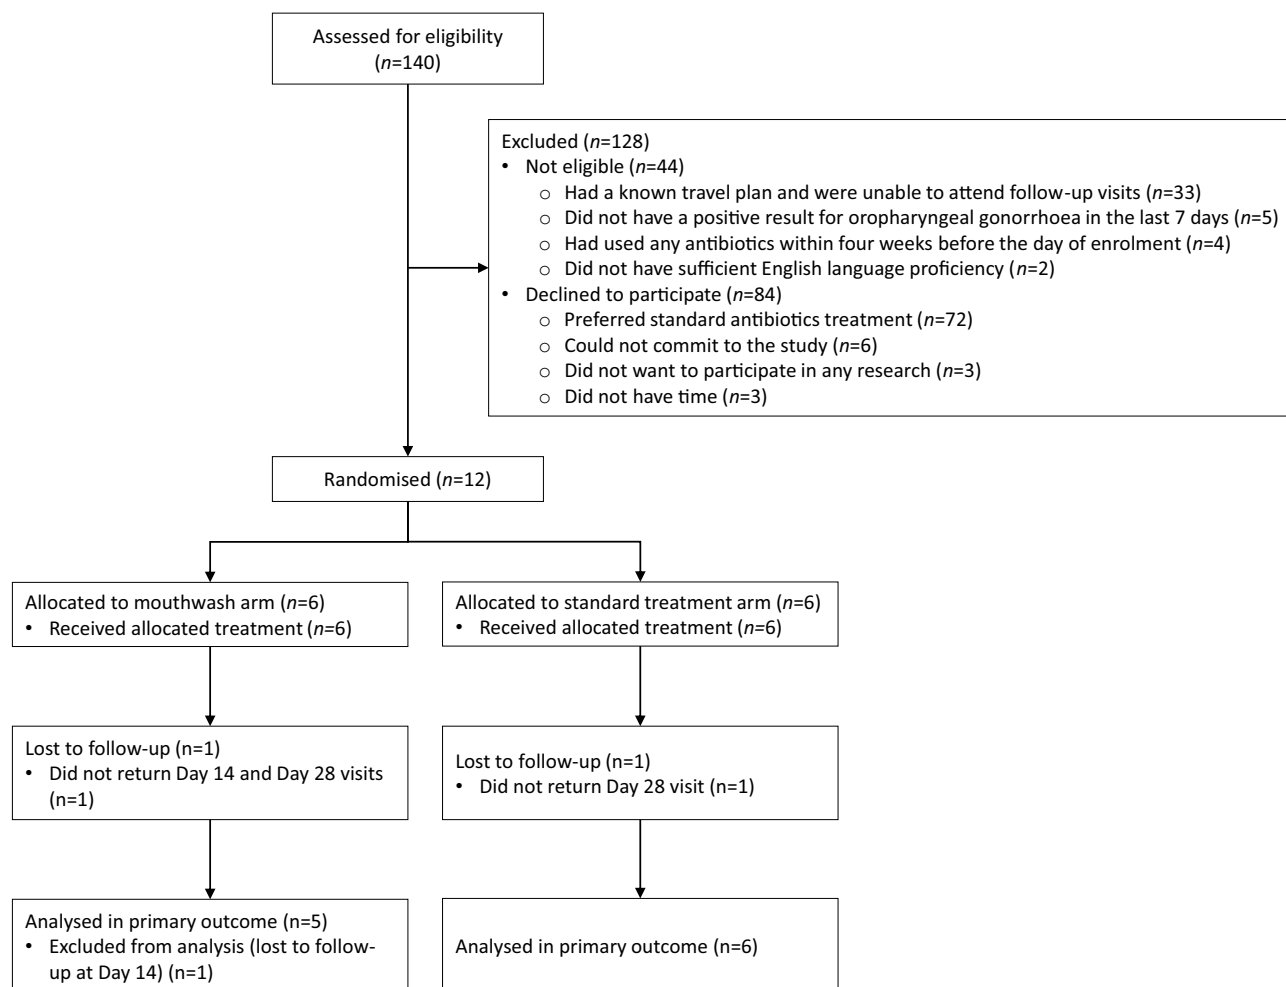 Assessed for eligibility
(n=140)
Excluded (n=128)
• Not eligible (n=44)
o Had a known travel plan and were unable to attend follow-up visits (n=33)
o Did not have a positive result for oropharyngeal gonorrhoea in the last 7 days (n=5)
o Had used any antibiotics within four weeks before the day of enrolment (n=4)
o Did not have sufficient English language proficiency (n=2)
• Declined to participate (n=84)
o Preferred standard antibiotics treatment (n=72)
o Could not commit to the study (n=6)
o Did not want to participate in any research (n=3)
o Did not have time (n=3)
Randomised (n=12)
Allocated to mouthwash arm (n=6)
• Received allocated treatment (n=6)
Allocated to standard treatment arm (n=6)
• Received allocated treatment (n=6)
Lost to follow-up (n=1)
• Did not return Day 14 and Day 28 visits
(n=1)
Lost to follow-up (n=1)
• Did not return Day 28 visit (n=1)
Analysed in primary outcome (n=5)
• Excluded from analysis (lost to follow-
up at Day 14) (n=1)
Analysed in primary outcome (n=6)